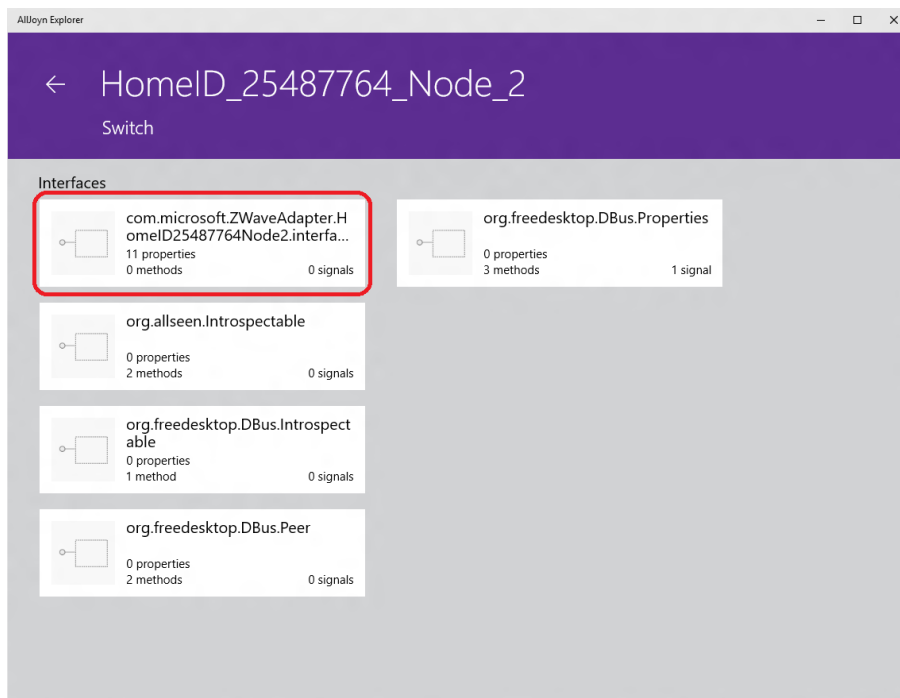 AllJoyn Explorer
HomeID_25487764_Node_2
Switch
Interfaces
com.microsoft.ZWaveAdapter.H
omeID25487764Node2.interfa...
11 properties
0 methods 0 signals
org.freedesktop.DBus.Properties
0 properties
3 methods 1 signal
org.allseen.Introspectable
0 properties
2 methods 0 signals
org.freedesktop.DBus.Introspect
able
0 properties
1 method 0 signals
org.freedesktop.DBus.Peer
0 properties
2 methods 0 signals